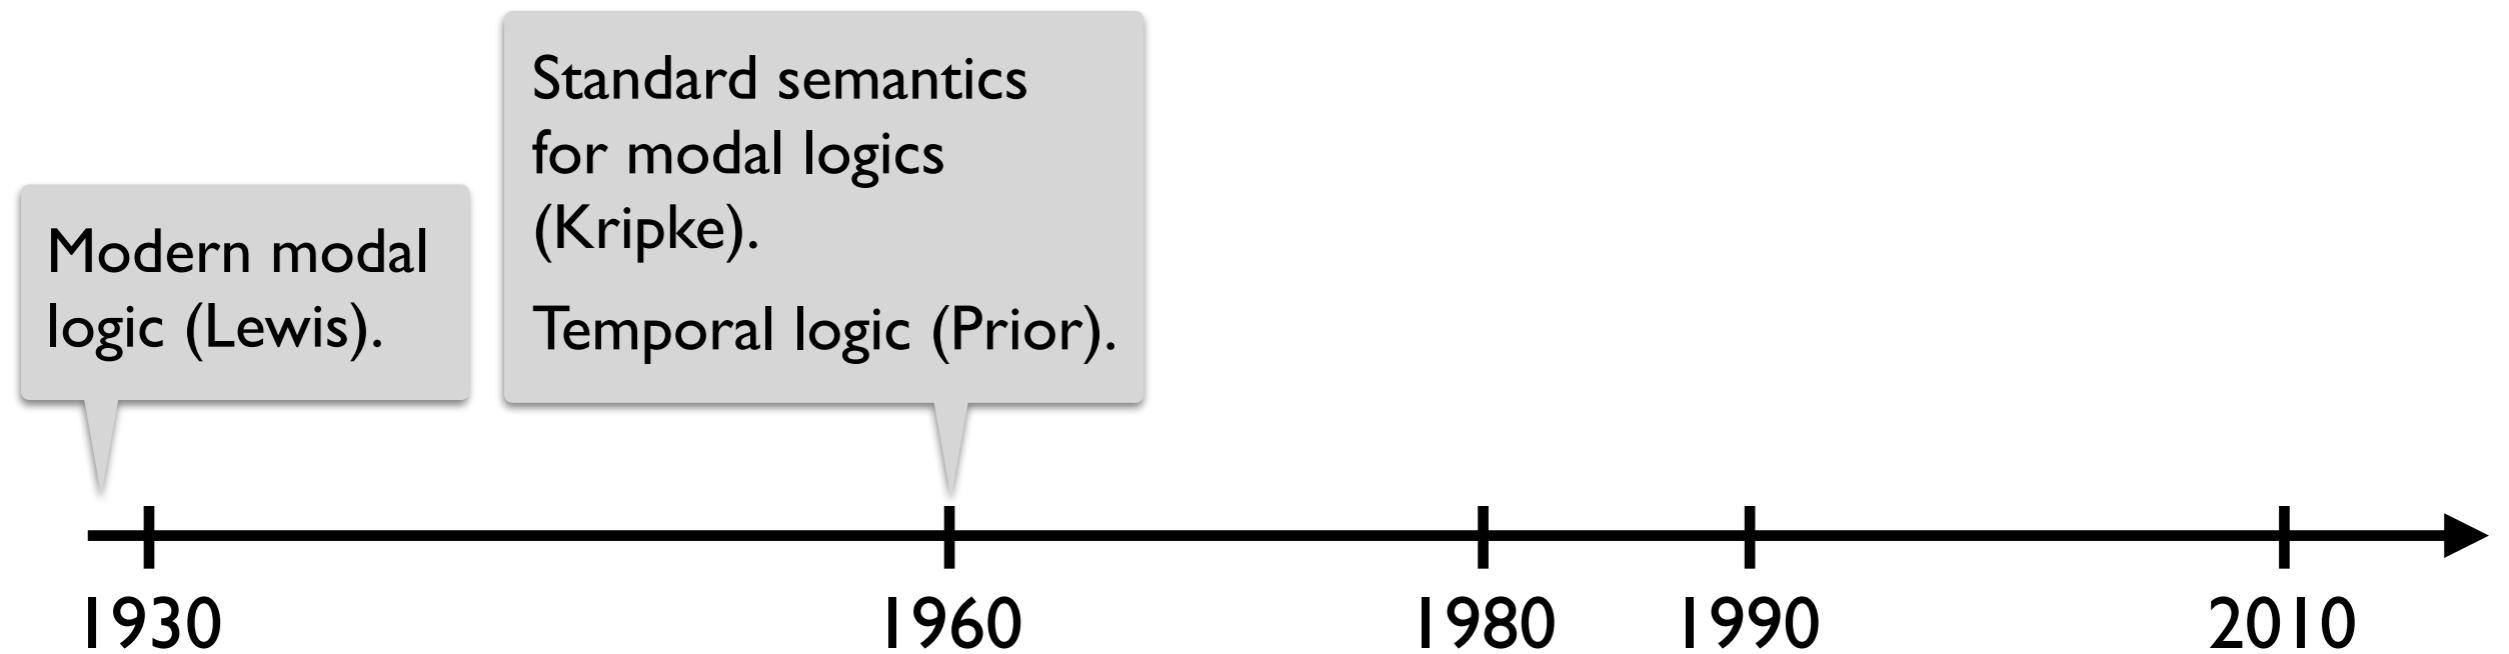 Modern modal
logic (Lewis).
Standard semantics
for modal logics
(Kripke).
Temporal logic (Prior).
1930
1960
1980
1990
2010